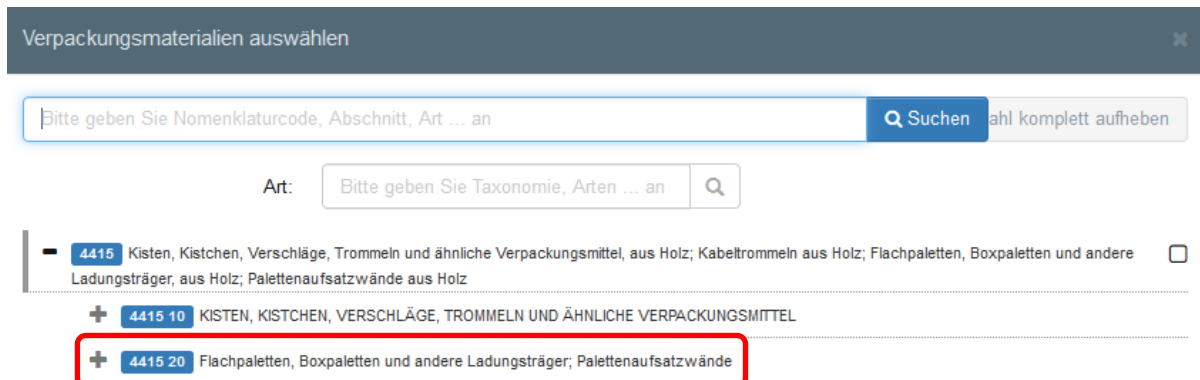 Verpackungsmaterialien auswählen
Bitte geben Sie Nomenklaturcode, Abschnitt, Art ... an Suchen ahl komplett aufheben
Art: Bitte geben Sie Taxonomie, Arten ... an
4415 Kisten, Kistchen, Verschläge, Trommeln und ähnliche Verpackungsmittel, aus Holz; Kabeltrommeln aus Holz; Flachpaletten, Boxpaletten und andere
Ladungsträger, aus Holz; Palettenaufsatzwände aus Holz
4415 10 KISTEN, KISTCHEN, VERSCHLÄGE, TROMMELN UND ÄHNLICHE VERPACKUNGSMITTEL
4415 20 Flachpaletten, Boxpaletten und andere Ladungsträger; Palettenaufsatzwände